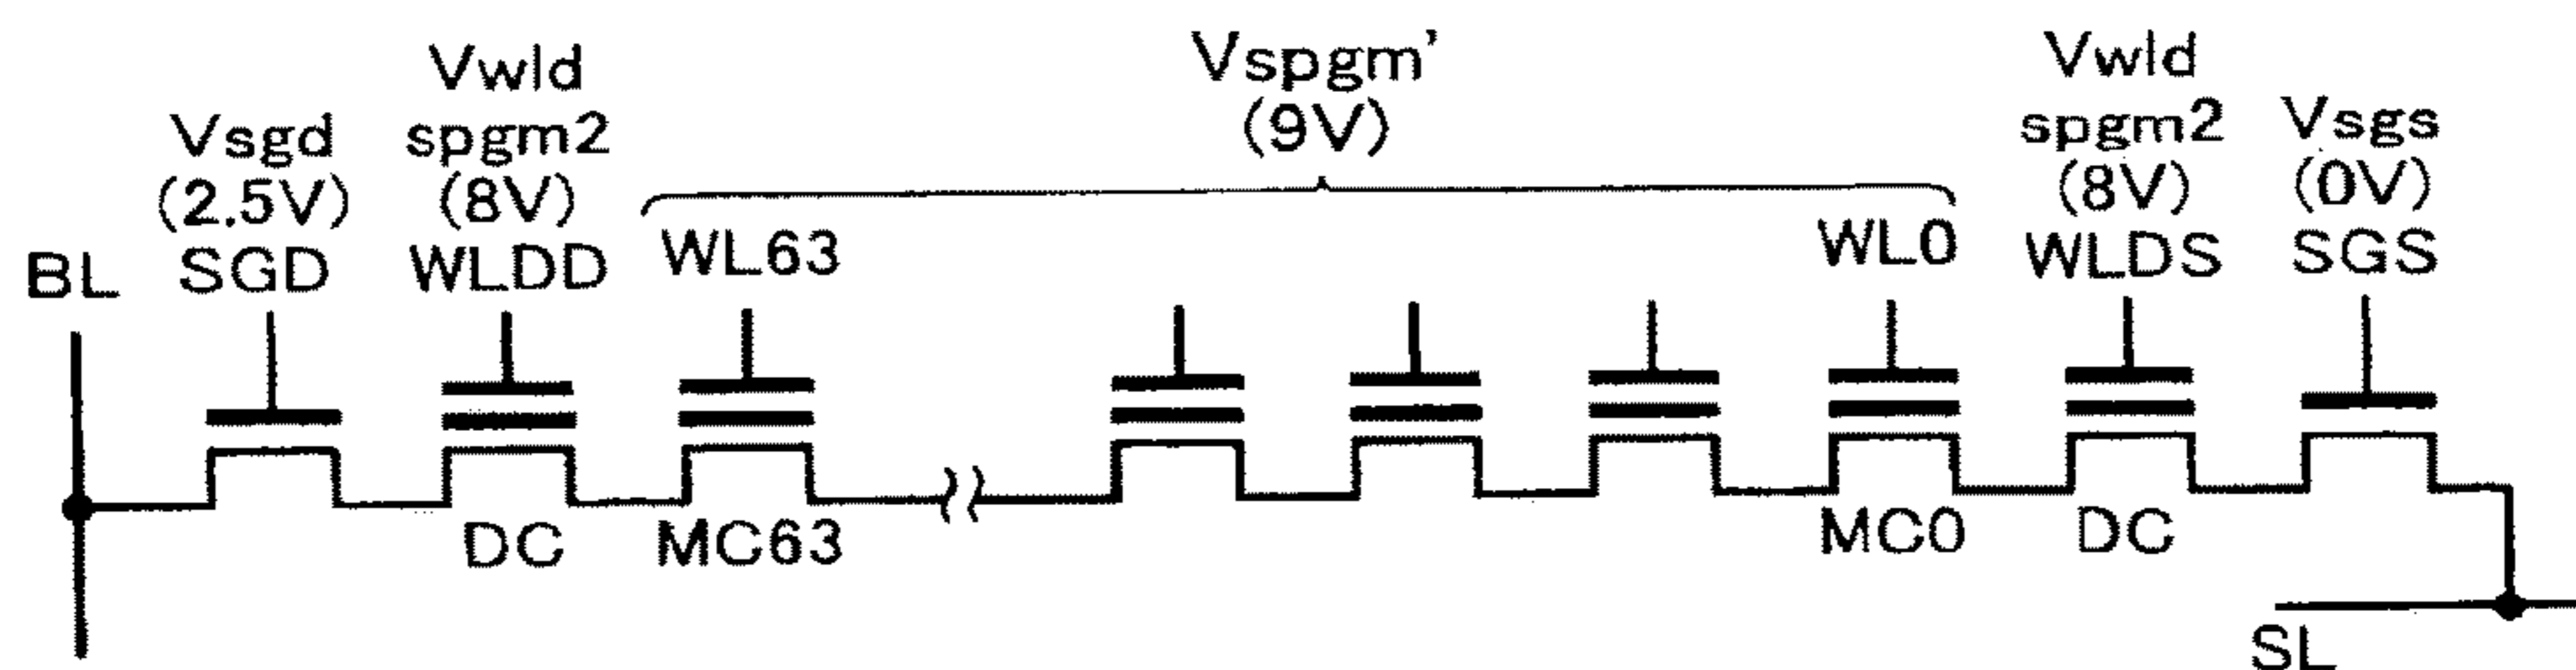 BL
Vsgd
(2.5V)
SGD
Vwld
spgm2
(8V)
WLDD
Vspgm'
(9V)
WL63
WL0
Vwld
spgm2
(8V)
WLDS
Vsgs
(0V)
SGS
DC
MC63
MC0
DC
SL